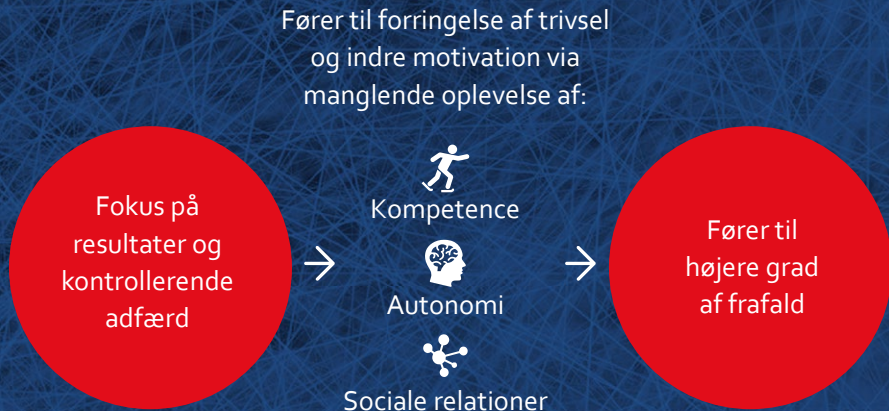 Fører til forringelse af trivsel
og indre motivation via
manglende oplevelse af:
Fokus på
resultater og
kontrollerende
adfærd
Kompetence
Autonomi
Sociale relationer
Fører til
højere grad
af frafald